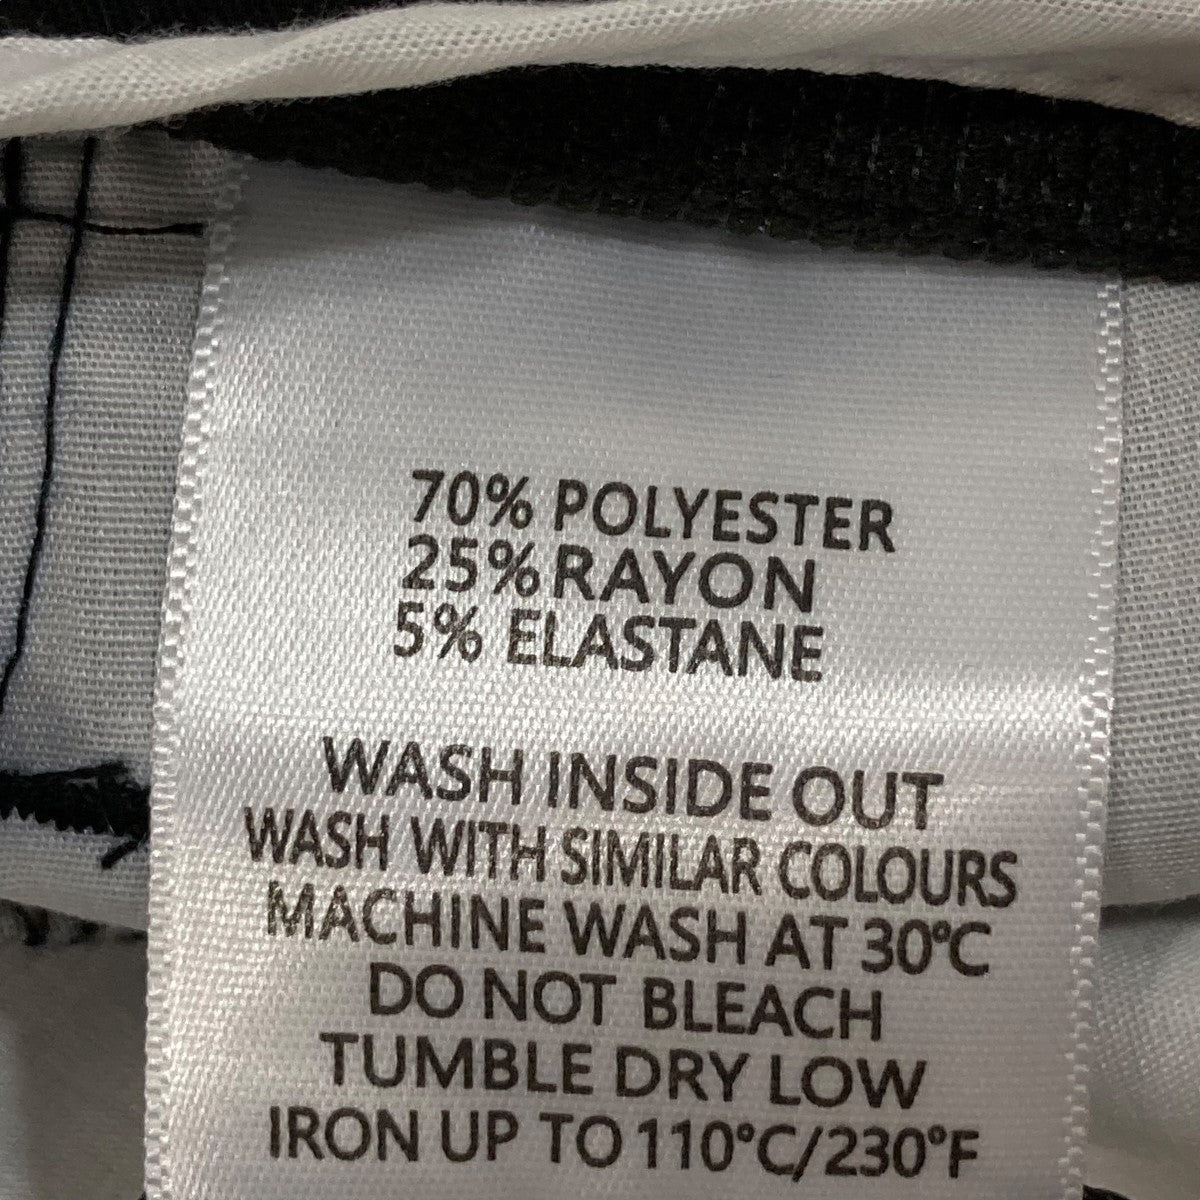 70% POLYESTER
25% RAYON
5% ELASTANE
WASH INSIDE OUT
WASH WITH SIMILAR COLOURS
MACHINE WASH AT 30°C
DO NOT BLEACH
TUMBLE DRY LOW
IRON UP TO 110°C/230°F